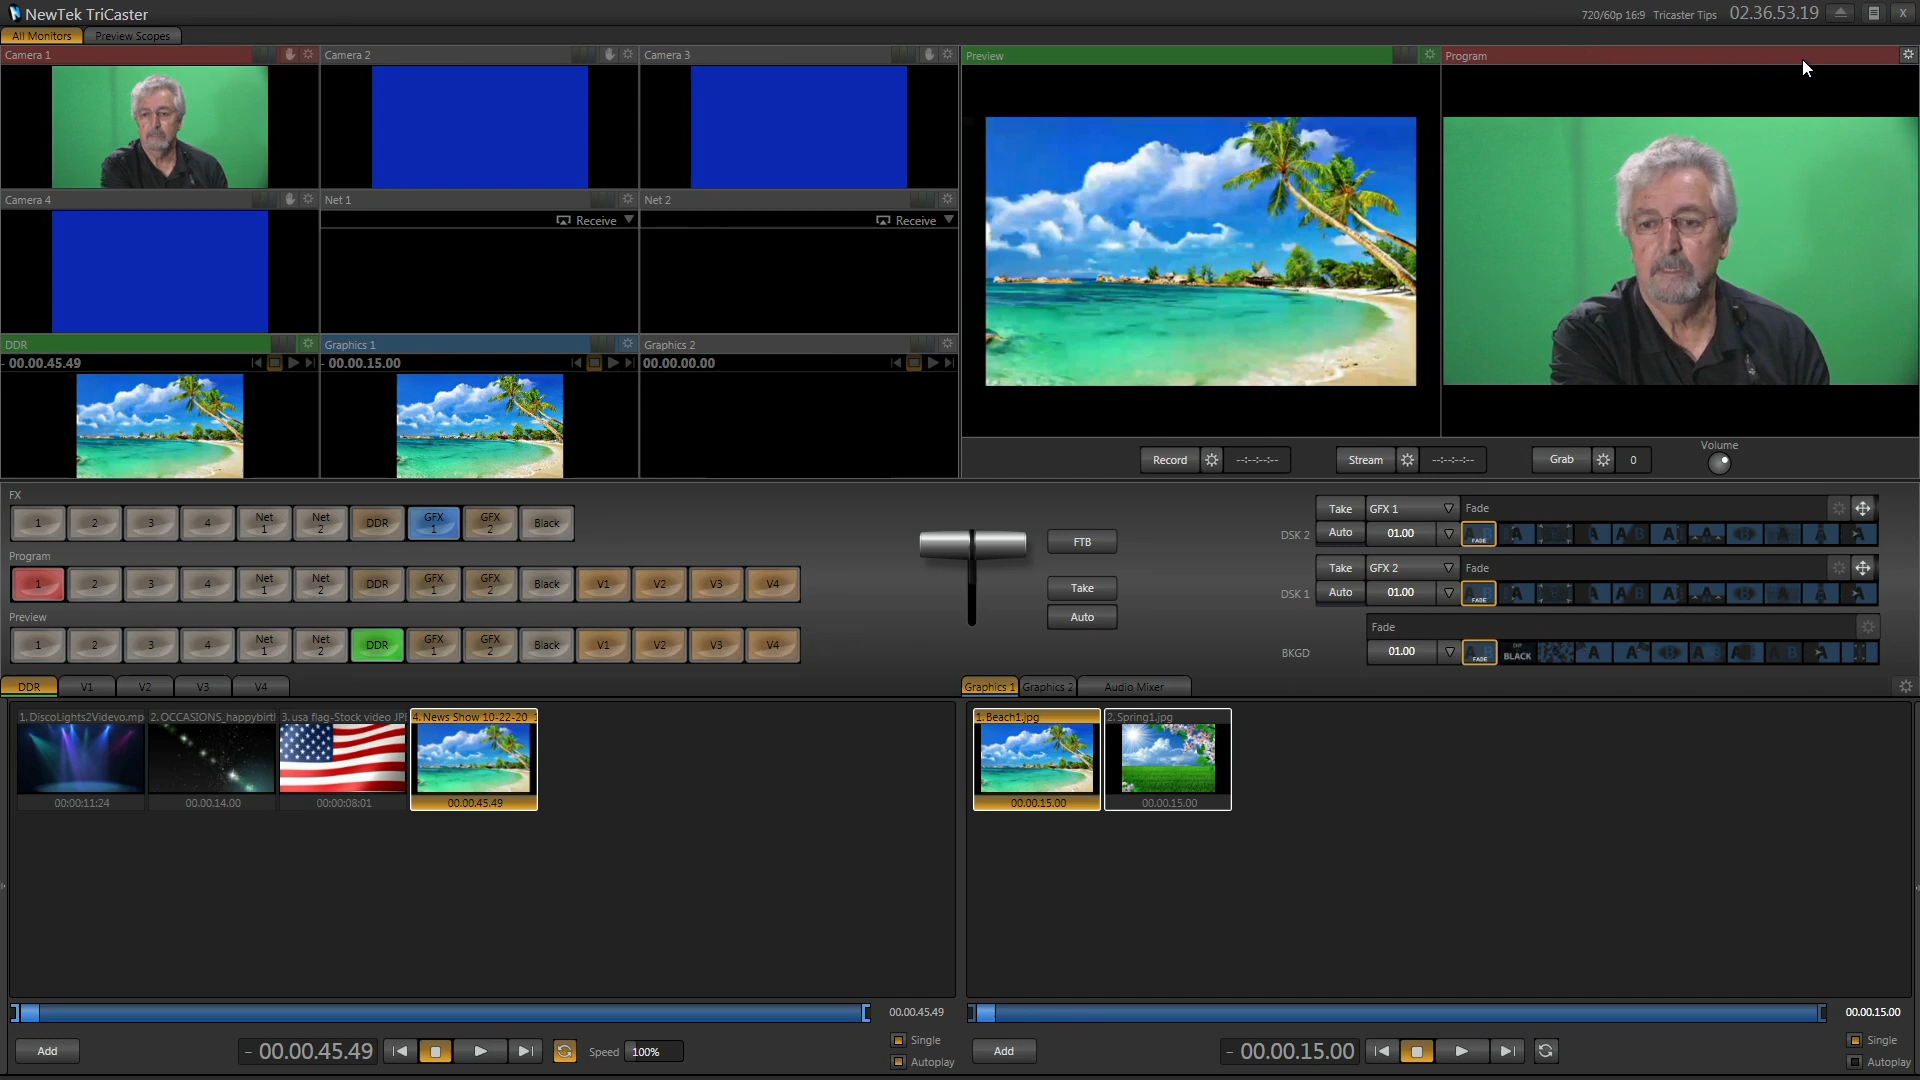 NewTek TriCaster
720/60p 16:9 Tricaster Tips 02.36.53.19 X
All Monitors Preview Scopes
Camera 1 Camera 2 Camera 3 Preview Program
Camera 4 Net 1 Net 2
Receive Receive
DDR Graphics 1 Graphics 2
00.00.45.49 00.00.15.00 00.00.00.00
Volume
Record --:--:--:-- Stream --:--:--:-- Grab 0
FX
1 2 3 4 Net 1 Net 2 DDR GFX 1 GFX 2 Black
Program
1 2 3 4 Net 1 Net 2 DDR GFX 1 GFX 2 Black V1 V2 V3 V4
Preview
1 2 3 4 Net 1 Net 2 DDR GFX 1 GFX 2 Black V1 V2 V3 V4
FTB
Take
Auto
Take GFX 1 Fade
DSK 2 Auto 01.00 FADE
Take GFX 2 Fade
DSK 1 Auto 01.00 FADE
Fade
BKGD 01.00 FADE BLACK
DDR V1 V2 V3 V4
Graphics 1 Graphics 2 Audio Mixer
1. DiscoLights2Videvo.mp 2. OCCASIONS_happybirth 3. usa flag-Stock video JPE 4. News Show 10-22-20
00:00:11:24 00.00.14.00 00:00:08:01 00.00.45.49
1. Beach1.jpg 2. Spring1.jpg
00.00.15.00 00.00.15.00
00.00.45.49
00.00.15.00
Add - 00.00.45.49 Speed 100% Single
Autoplay
Add - 00.00.15.00 Single
Autoplay